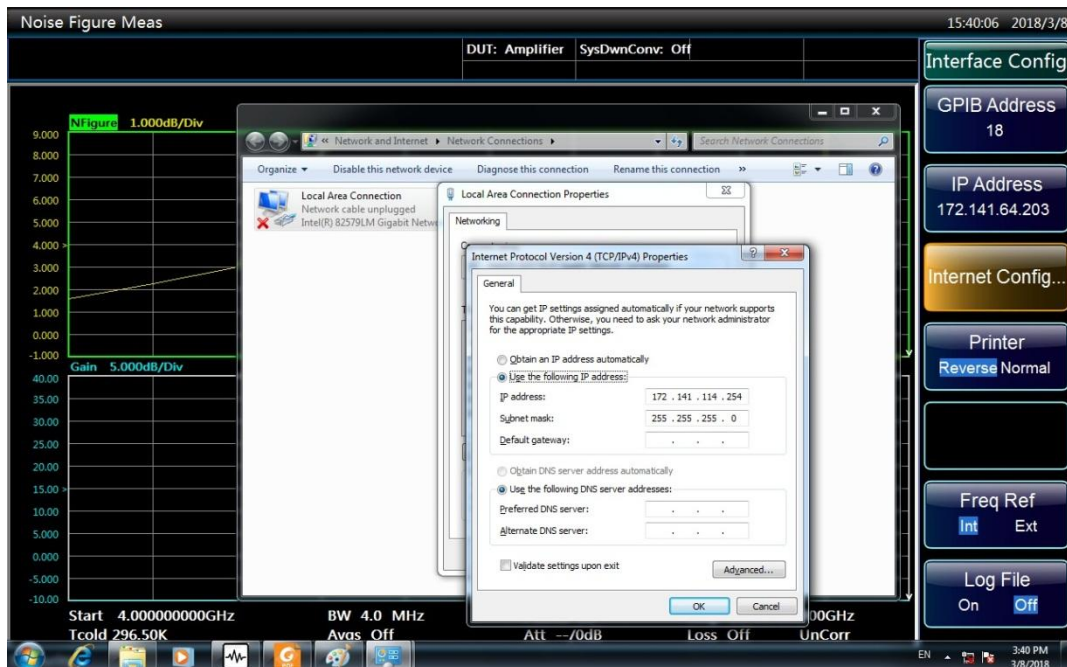 Noise Figure Meas
15:40:06 2018/3/8
DUT: Amplifier SysDwnConv: Off
Interface Config
GPIB Address
18
IP Address
172.141.64.203
Internet Config...
Printer
Reverse Normal
Freq Ref
Int Ext
Log File
On Off
NFigure 1.000dB/Div
9.000
8.000
7.000
6.000
5.000
4.000 >
3.000
2.000
1.000
0.000
-1.000
Gain 5.000dB/Div
40.00
35.00
30.00
25.00
20.00
15.00 >
10.00
5.000
0.000
-5.000
-10.00
« Network and Internet Network Connections
Search Network Connections
Organize Disable this network device Diagnose this connection Rename this connection »
Local Area Connection
Network cable unplugged
Intel(R) 82579LM Gigabit
Local Area Connection Properties
Networking
Internet Protocol Version 4 (TCP/IPv4) Properties
General
You can get IP settings assigned automatically if your network supports
this capability. Otherwise, you need to ask your network administrator
for the appropriate IP settings.
Obtain an IP address automatically
Use the following IP address:
IP address: 172 . 141 . 114 . 254
Subnet mask: 255 . 255 . 255 . 0
Default gateway: . . .
Obtain DNS server address automatically
Use the following DNS server addresses:
Preferred DNS server: . . .
Alternate DNS server: . . .
Validate settings upon exit
Advanced...
OK Cancel
Start 4.000000000GHz BW 4.0 MHz 00GHz
Tcold 296.50K Avgs Off Att --/0dB Loss Off UnCorr
EN
3:40 PM
3/8/2018